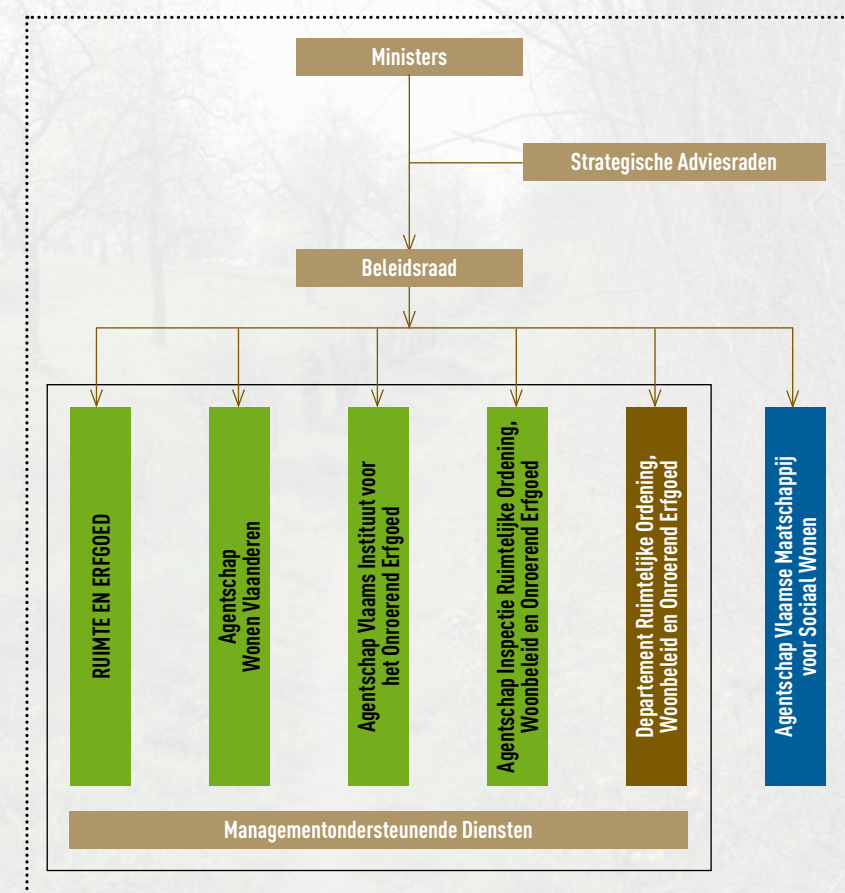 Ministers
Strategische Adviesraden
Beleidsraad
RUIMTE EN ERFGOED
Agentschap
Wonen Vlaanderen
Agentschap Vlaams Instituut voor
het Onroerend Erfgoed
Agentschap Inspectie Ruimtelijke Ordening,
Woonbeleid en Onroerend Erfgoed
Departement Ruimtelijke Ordening,
Woonbeleid en Onroerend Erfgoed
Agentschap Vlaamse Maatschappij
voor Sociaal Wonen
Managementondersteunende Diensten